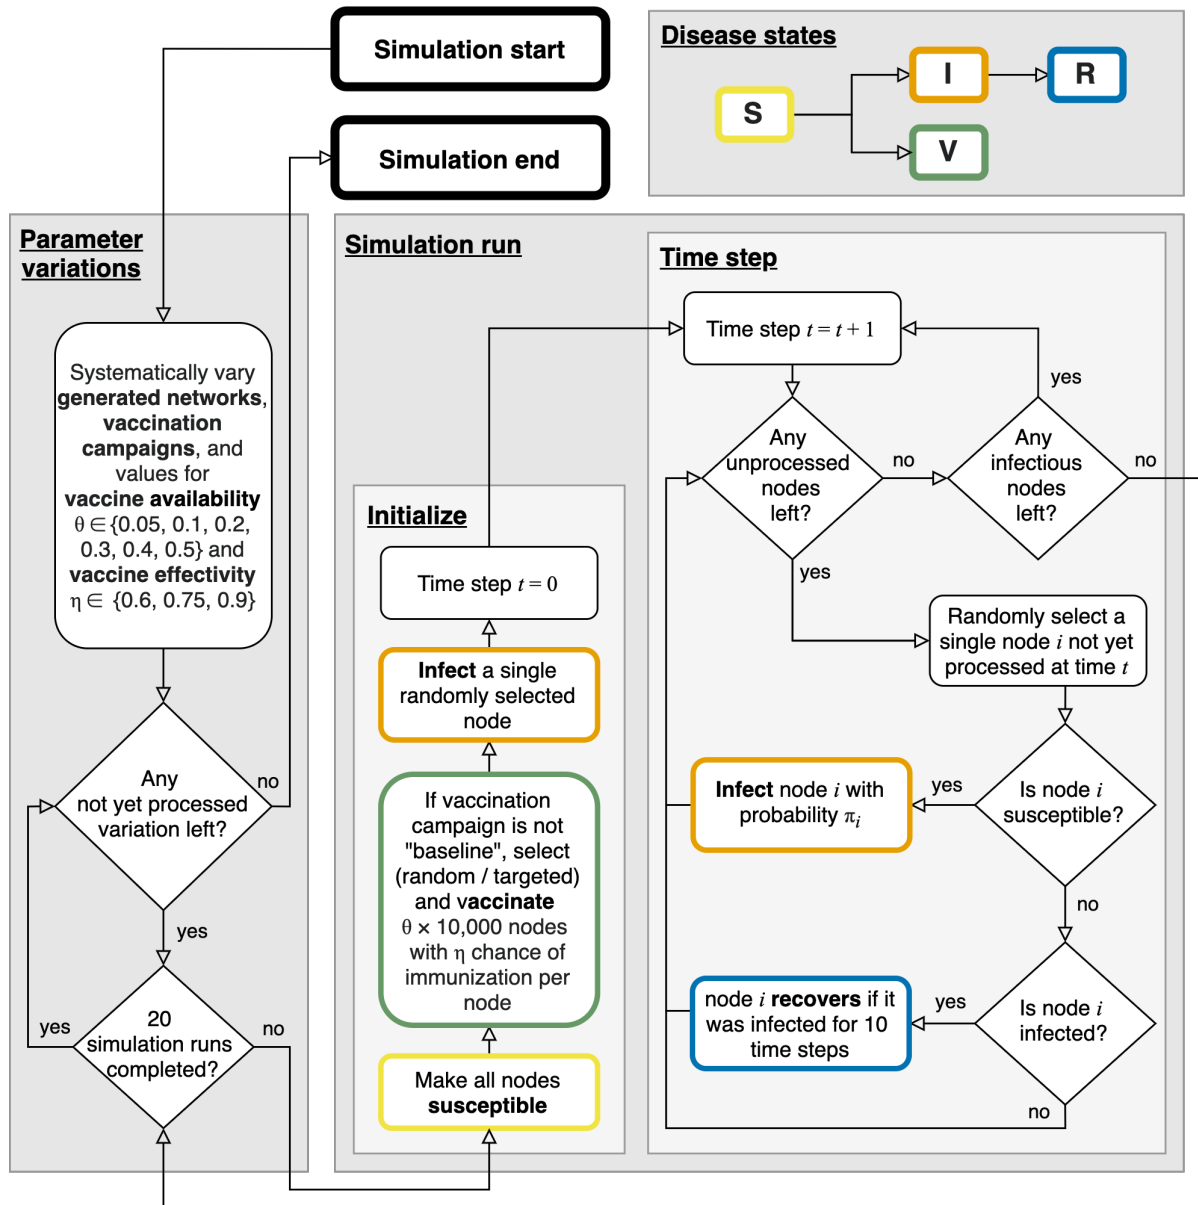 Simulation start
Simulation end
Disease states
S
I
R
V
Parameter
variations
Systematically vary
generated networks,
vaccination
campaigns, and
values for
vaccine availability
θ ∈ {0.05, 0.1, 0.2,
0.3, 0.4, 0.5} and
vaccine effectivity
η ∈ {0.6, 0.75, 0.9}
Any
not yet processed
variation left?
no
yes
20
simulation runs
completed?
yes
no
Simulation run
Initialize
Time step t = 0
Infect a single
randomly selected
node
If vaccination
campaign is not
"baseline", select
(random / targeted)
and vaccinate
θ × 10,000 nodes
with η chance of
immunization per
node
Make all nodes
susceptible
Time step
Time step t = t + 1
Any
unprocessed
nodes
left?
no
yes
Any
infectious
nodes
left?
yes
no
Randomly select a
single node i not yet
processed at time t
Is node i
susceptible?
yes
no
Infect node i with
probability πi
Is node i
infected?
yes
no
node i recovers if it
was infected for 10
time steps